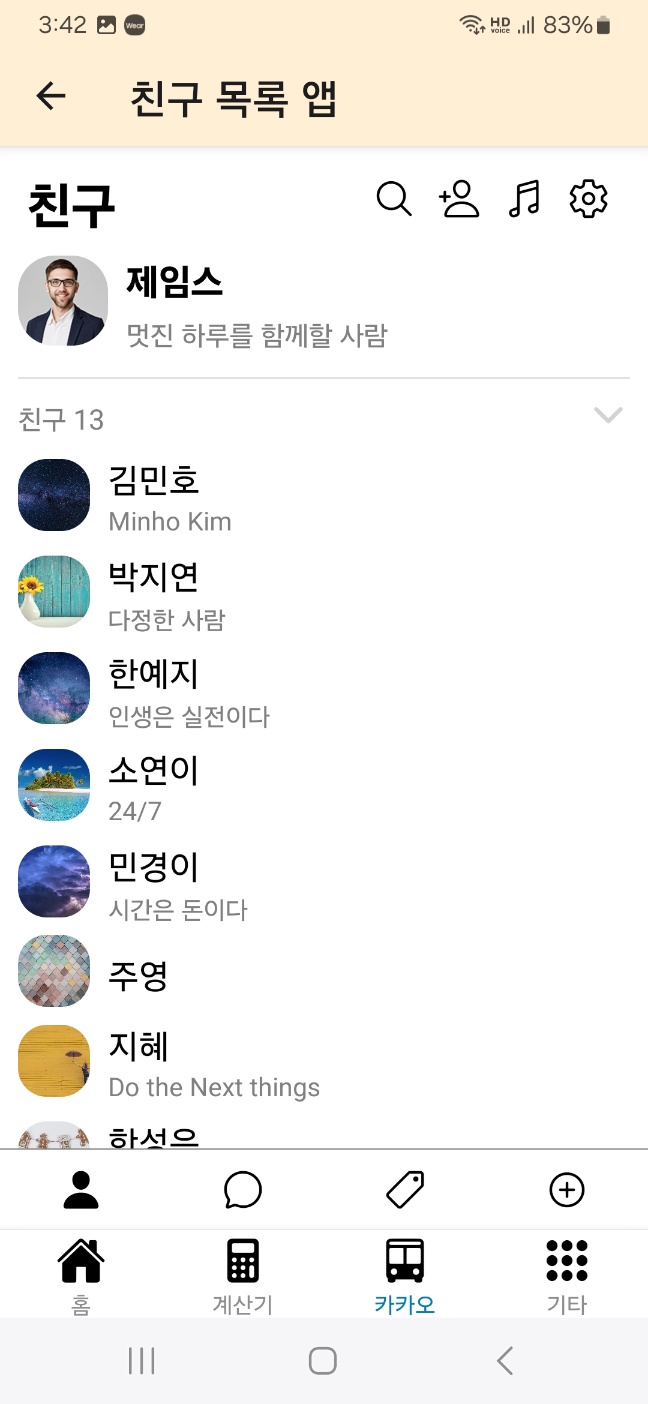 3:42 Wear HD voice 83%
친구 목록 앱
친구
제임스
멋진 하루를 함께할 사람
친구 13
김민호
Minho Kim
박지연
다정한 사람
한예지
인생은 실전이다
소연이
24/7
민경이
시간은 돈이다
주영
지혜
Do the Next things
홈 계산기 카카오 기타